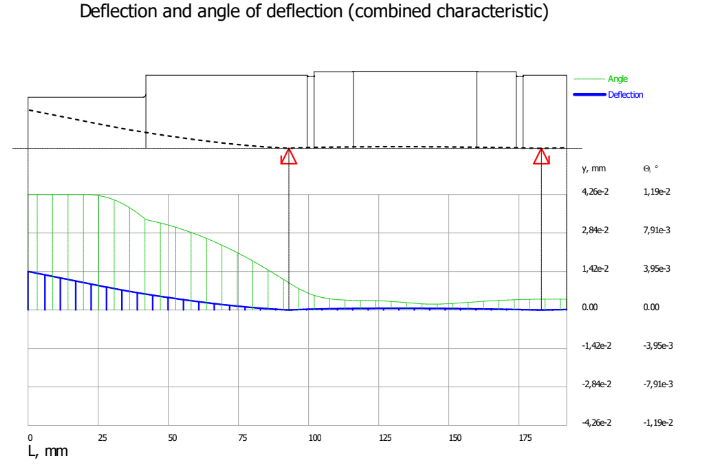 Deflection and angle of deflection (combined characteristic)
Angle
Deflection
y, mm Θ, °
4,26e-2 1,19e-2
2,84e-2 7,91e-3
1,42e-2 3,95e-3
0.00 0.00
-1,42e-2 -3,95e-3
-2,84e-2 -7,91e-3
-4,26e-2 -1,19e-2
0 25 50 75 100 125 150 175
L, mm